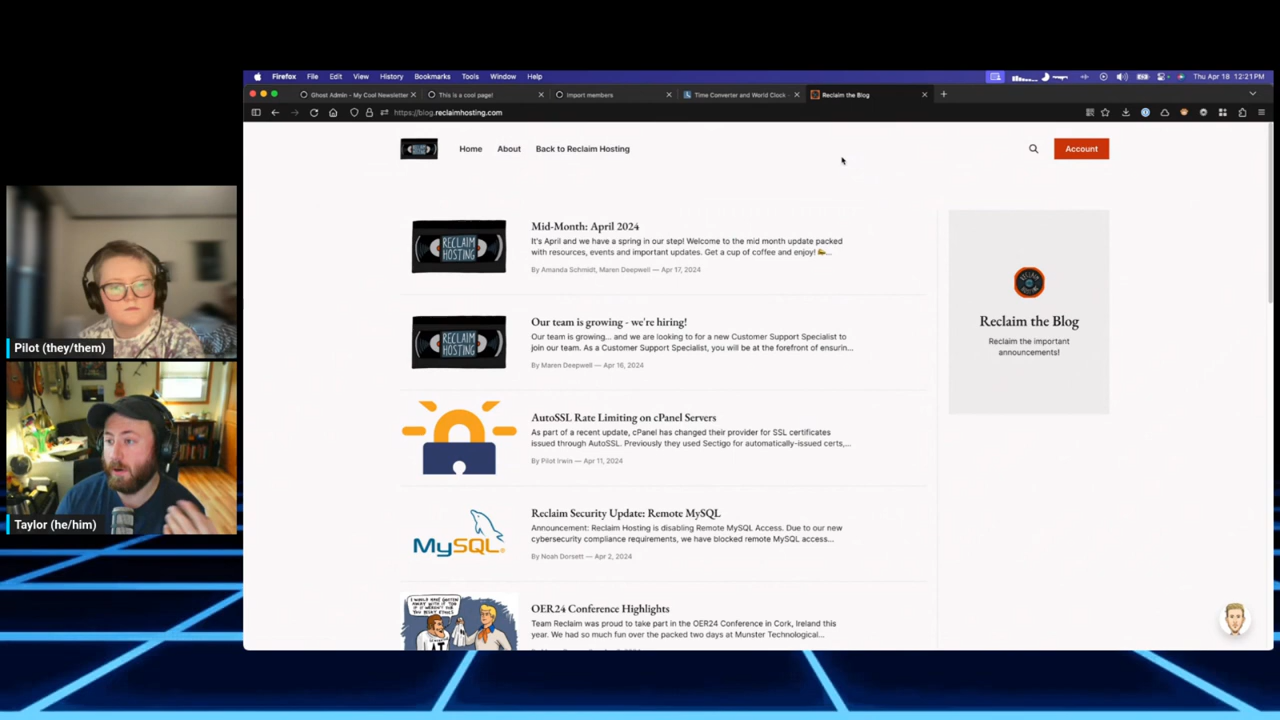 Firefox File Edit View History Bookmarks Tools Window Help
Thu Apr 18 12:21 PM
Ghost Admin - My Cool Newsletter
This is a cool page!
Import members
Time Converter and World Clock
Reclaim the Blog
https://blog.reclaimhosting.com
Home About Back to Reclaim Hosting
Account
RECLAIM
HOSTING
Mid-Month: April 2024
It's April and we have a spring in our step! Welcome to the mid month update packed
with resources, events and important updates. Get a cup of coffee and enjoy! 🐝...
By Amanda Schmidt, Maren Deepwell — Apr 17, 2024
RECLAIM
HOSTING
Our team is growing - we're hiring!
Our team is growing... and we are looking for a new Customer Support Specialist to
join our team. As a Customer Support Specialist, you will be at the forefront of ensurin...
By Maren Deepwell — Apr 16, 2024
AutoSSL Rate Limiting on cPanel Servers
As part of a recent update, cPanel has changed their provider for SSL certificates
issued through AutoSSL. Previously they used Sectigo for automatically-issued certs,...
By Pilot Irwin — Apr 11, 2024
MySQL®
Reclaim Security Update: Remote MySQL
Announcement: Reclaim Hosting is disabling Remote MySQL Access. Due to our new
cybersecurity compliance requirements, we have blocked remote MySQL access...
By Noah Dorsett — Apr 2, 2024
OER24 Conference Highlights
Team Reclaim was proud to take part in the OER24 Conference in Cork, Ireland this
year. We had so much fun over the packed two days at Munster Technological...
Reclaim the Blog
Reclaim the important
announcements!
Pilot (they/them)
Taylor (he/him)